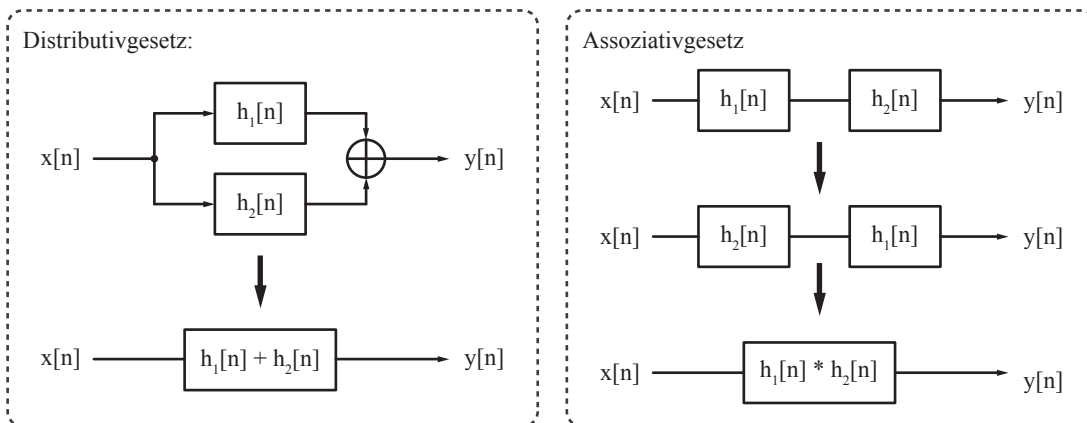 Distributivgesetz:
h₁[n]
x[n] y[n]
h₂[n]
x[n] h₁[n] + h₂[n] y[n]
Assoziativgesetz
x[n] h₁[n] h₂[n] y[n]
x[n] h₂[n] h₁[n] y[n]
x[n] h₁[n] * h₂[n] y[n]